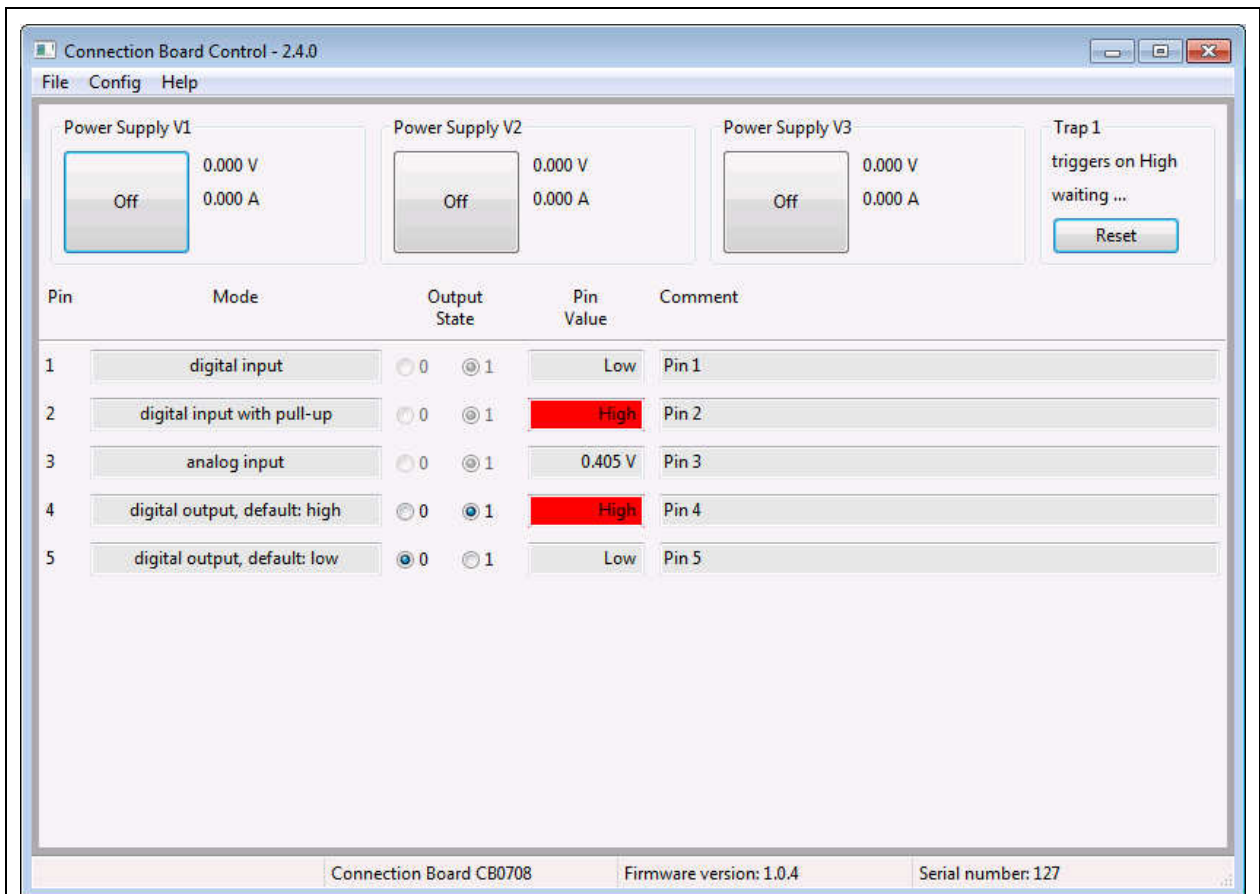 Connection Board Control - 2.4.0
File Config Help
Power Supply V1 Power Supply V2 Power Supply V3 Trap 1
Off 0.000 V Off 0.000 V Off 0.000 V triggers on High
0.000 A 0.000 A 0.000 A waiting ...
Reset
Pin Mode Output State Pin Value Comment
1 digital input 0 1 Low Pin 1
2 digital input with pull-up 0 1 High Pin 2
3 analog input 0 1 0.405 V Pin 3
4 digital output, default: high 0 1 High Pin 4
5 digital output, default: low 0 1 Low Pin 5
Connection Board CB0708 Firmware version: 1.0.4 Serial number: 127